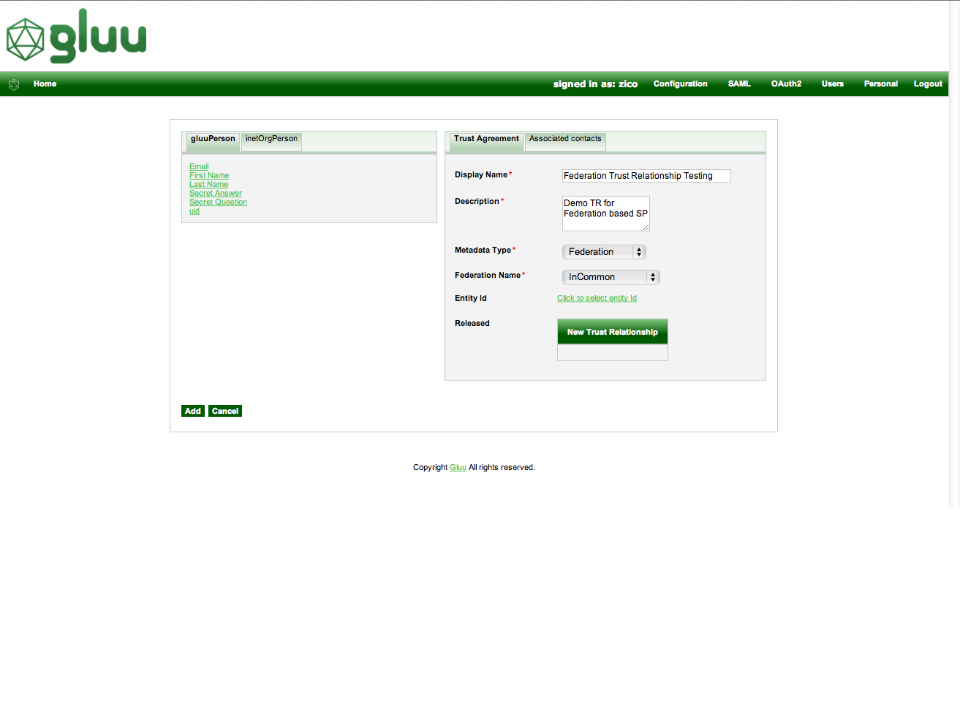 gluu
Home
signed in as: zico
Configuration
SAML
OAuth2
Users
Personal
Logout
gluuPerson
inetOrgPerson
Email
First Name
Last Name
Secret Answer
Secret Question
uid
Trust Agreement
Associated contacts
Display Name*
Federation Trust Relationship Testing
Description*
Demo TR for
Federation based SP
Metadata Type*
Federation
Federation Name*
InCommon
Entity Id
Click to select entity Id
Released
New Trust Relationship
Add
Cancel
Copyright Gluu All rights reserved.